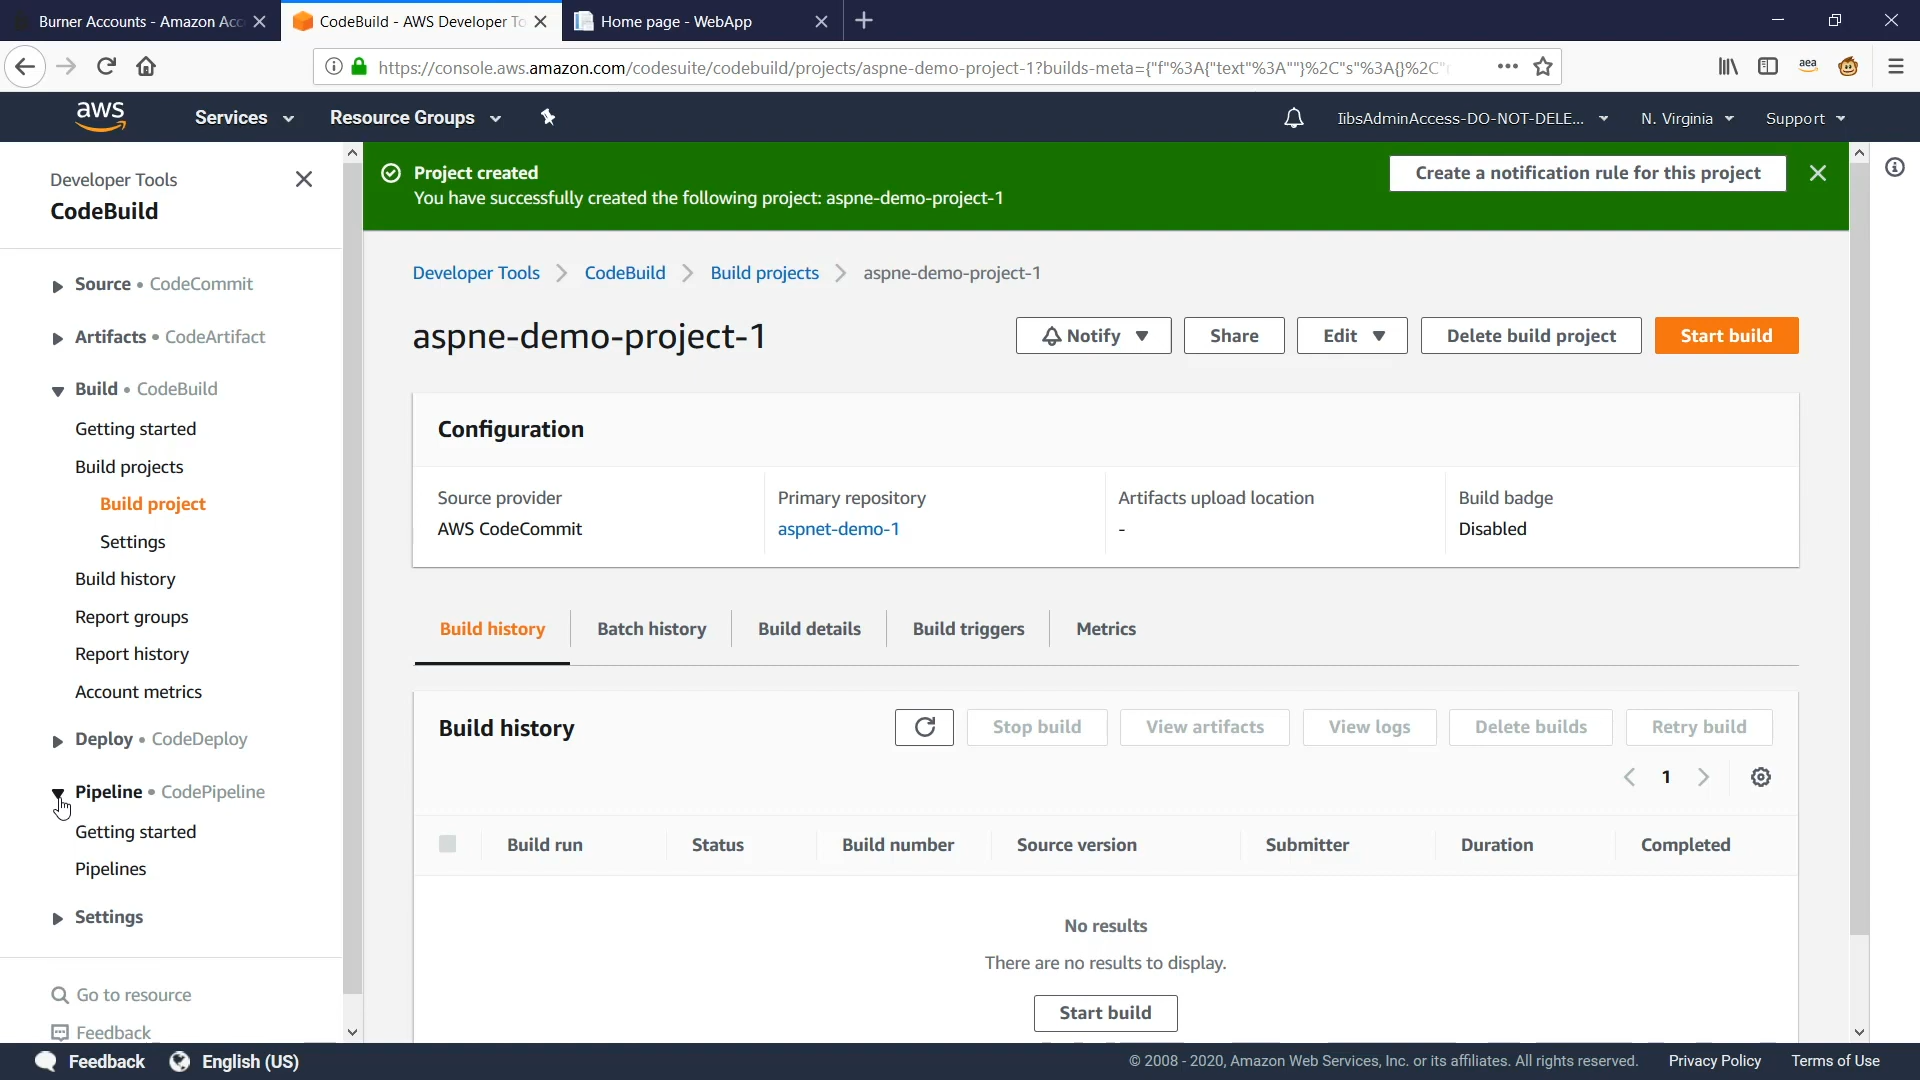 Burner Accounts - Amazon Acc
CodeBuild - AWS Developer To
Home page - WebApp
https://console.aws.amazon.com/codesuite/codebuild/projects/aspne-demo-project-1?builds-meta={"f"%3A{"text"%3A""}%2C"s"%3A{}%2C"
aea
aws
Services
Resource Groups
IibsAdminAccess-DO-NOT-DELE...
N. Virginia
Support
Developer Tools
CodeBuild
Source • CodeCommit
Artifacts • CodeArtifact
Build • CodeBuild
Getting started
Build projects
Build project
Settings
Build history
Report groups
Report history
Account metrics
Deploy • CodeDeploy
Pipeline • CodePipeline
Getting started
Pipelines
Settings
Go to resource
Feedback
Project created
You have successfully created the following project: aspne-demo-project-1
Create a notification rule for this project
Developer Tools
CodeBuild
Build projects
aspne-demo-project-1
aspne-demo-project-1
Notify
Share
Edit
Delete build project
Start build
Configuration
Source provider
AWS CodeCommit
Primary repository
aspnet-demo-1
Artifacts upload location
-
Build badge
Disabled
Build history
Batch history
Build details
Build triggers
Metrics
Build history
Stop build
View artifacts
View logs
Delete builds
Retry build
1
Build run
Status
Build number
Source version
Submitter
Duration
Completed
No results
There are no results to display.
Start build
Feedback
English (US)
© 2008 - 2020, Amazon Web Services, Inc. or its affiliates. All rights reserved.
Privacy Policy
Terms of Use